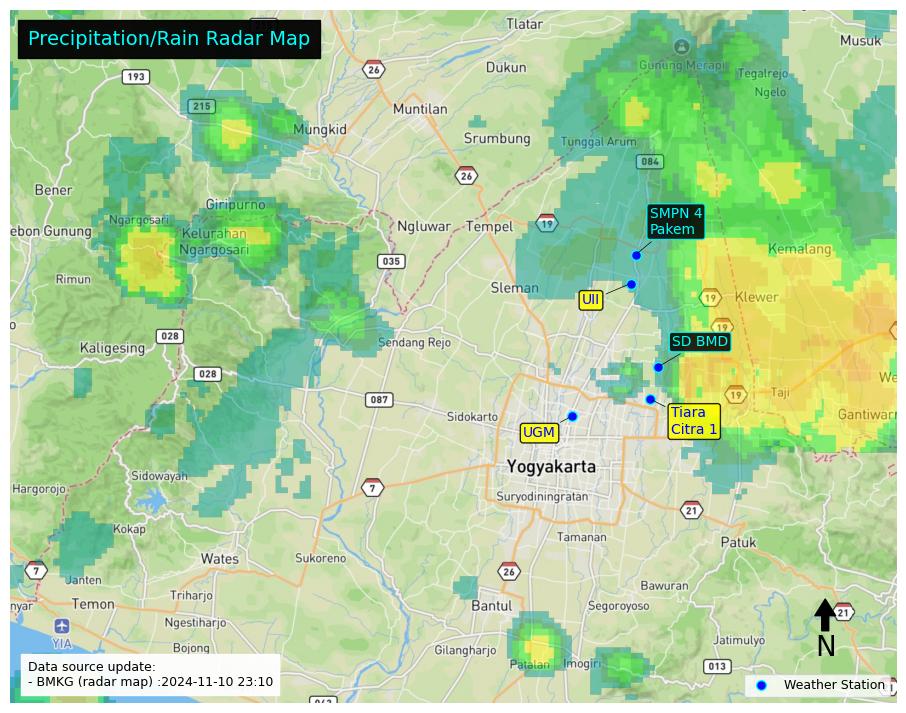 Precipitation/Rain Radar Map
Tlatar
Musuk
26
Dukun
Gunung Merapi
Tegalrejo
193
Ngelo
215
Muntilan
Mungkid
Srumbung
Tunggal Arum
084
26
Bener
Giripurno
SMPN 4
Pakem
Ngargosari
Ngluwar
Tempel
19
ebon Gunung
Kelurahan
Ngargosari
Kemalang
035
Rimun
Sleman
UII
19
Klewer
028
19
Kaligesing
Sendang Rejo
SD BMD
028
We
087
19
Taji
Sidokarto
Tiara
Citra 1
Gantiwar
UGM
Yogyakarta
Sidowayah
Hargorojo
7
Suryodiningratan
21
Kokap
Tamanan
Patuk
Wates
Sukoreno
7
26
Janten
Bawuran
Triharjo
nyar
Temon
Bantul
Segoroyoso
21
Ngestiharjo
YIA
Jatimulyo
N
Bojong
Gilangharjo
Patalan
Imogiri
013
Data source update:
- BMKG (radar map) :2024-11-10 23:10
Weather Station